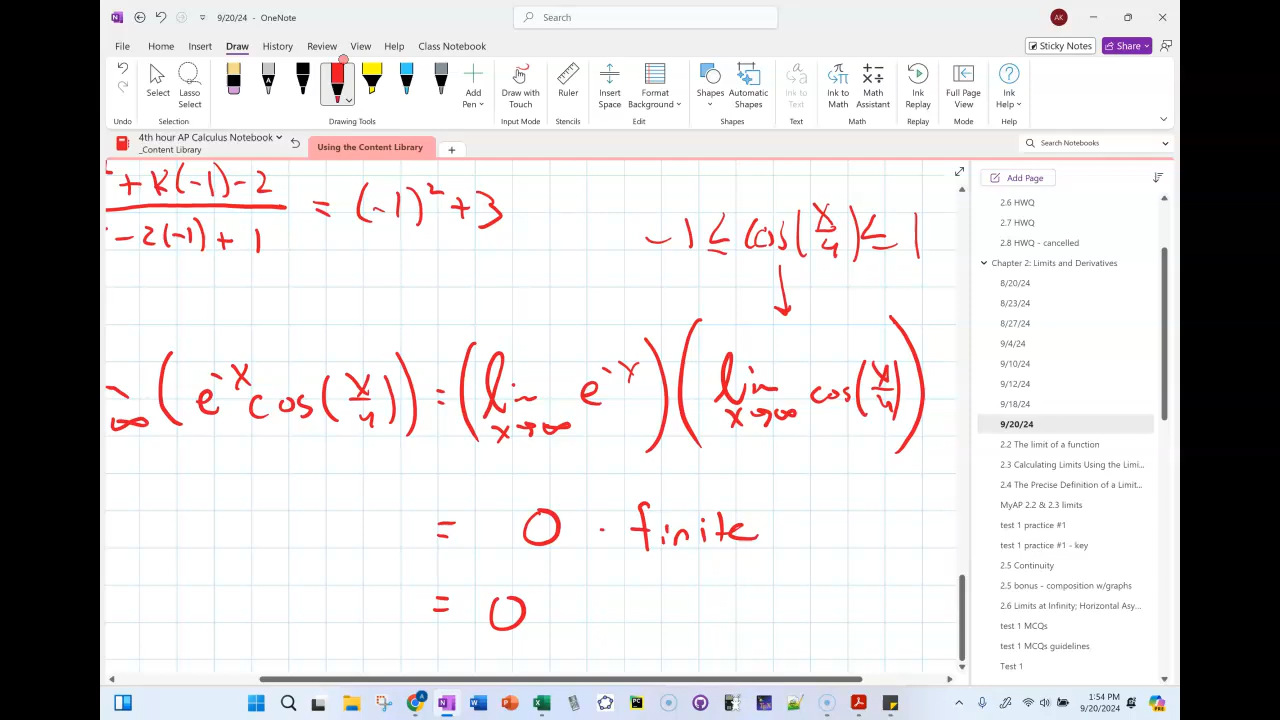 9/20/24 - OneNote
Search
AK
File Home Insert Draw History Review View Help Class Notebook
Sticky Notes
Share
Undo
Select
Lasso Select
Add Pen
Draw with Touch
Ruler
Insert Space
Format Background
Shapes
Automatic Shapes
Ink to Text
Ink to Math
Math Assistant
Ink Replay
Full Page View
Ink Help
Undo Selection Drawing Tools Input Mode Stencils Edit Shapes Text Math Replay Mode Help
4th hour AP Calculus Notebook
_Content Library
Using the Content Library
Search Notebooks
+ K(-1) - 2
- 2(-1) + 1
= (-1)² + 3
-1 ≤ cos(x/4) ≤ 1
∞ (e^-x cos(x/4)) = (lim x→∞ e^-x) (lim x→∞ cos(x/4))
= 0 · finite
= 0
Add Page
2.6 HWQ
2.7 HWQ
2.8 HWQ - cancelled
Chapter 2: Limits and Derivatives
8/20/24
8/23/24
8/27/24
9/4/24
9/10/24
9/12/24
9/18/24
9/20/24
2.2 The limit of a function
2.3 Calculating Limits Using the Limi...
2.4 The Precise Definition of a Limit...
MyAP 2.2 & 2.3 limits
test 1 practice #1
test 1 practice #1 - key
2.5 Continuity
2.5 bonus - composition w/graphs
2.6 Limits at Infinity; Horizontal Asy...
test 1 MCQs
test 1 MCQs guidelines
Test 1
1:54 PM
9/20/2024